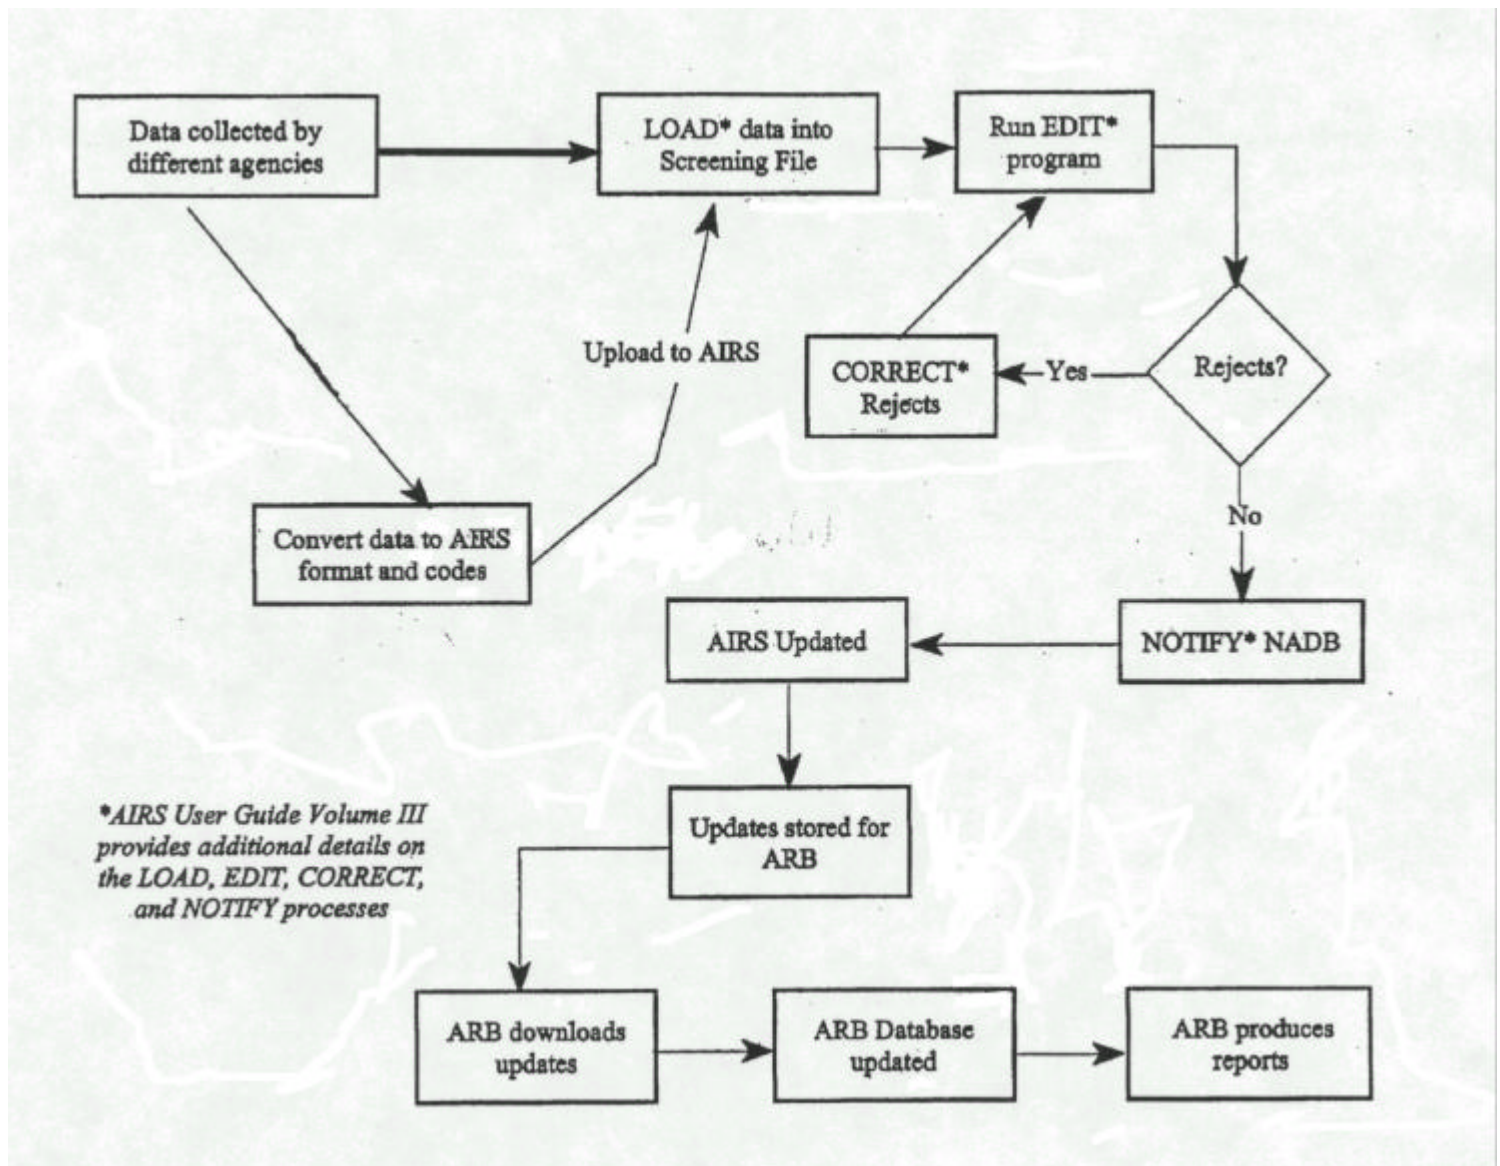 Data collected by
different agencies
LOAD* data into
Screening File
Run EDIT*
program
Upload to AIRS
CORRECT*
Rejects
Yes
Rejects?
Convert data to AIRS
format and codes
No
AIRS Updated
NOTIFY* NADB
*AIRS User Guide Volume III
provides additional details on
the LOAD, EDIT, CORRECT,
and NOTIFY processes
Updates stored for
ARB
ARB downloads
updates
ARB Database
updated
ARB produces
reports